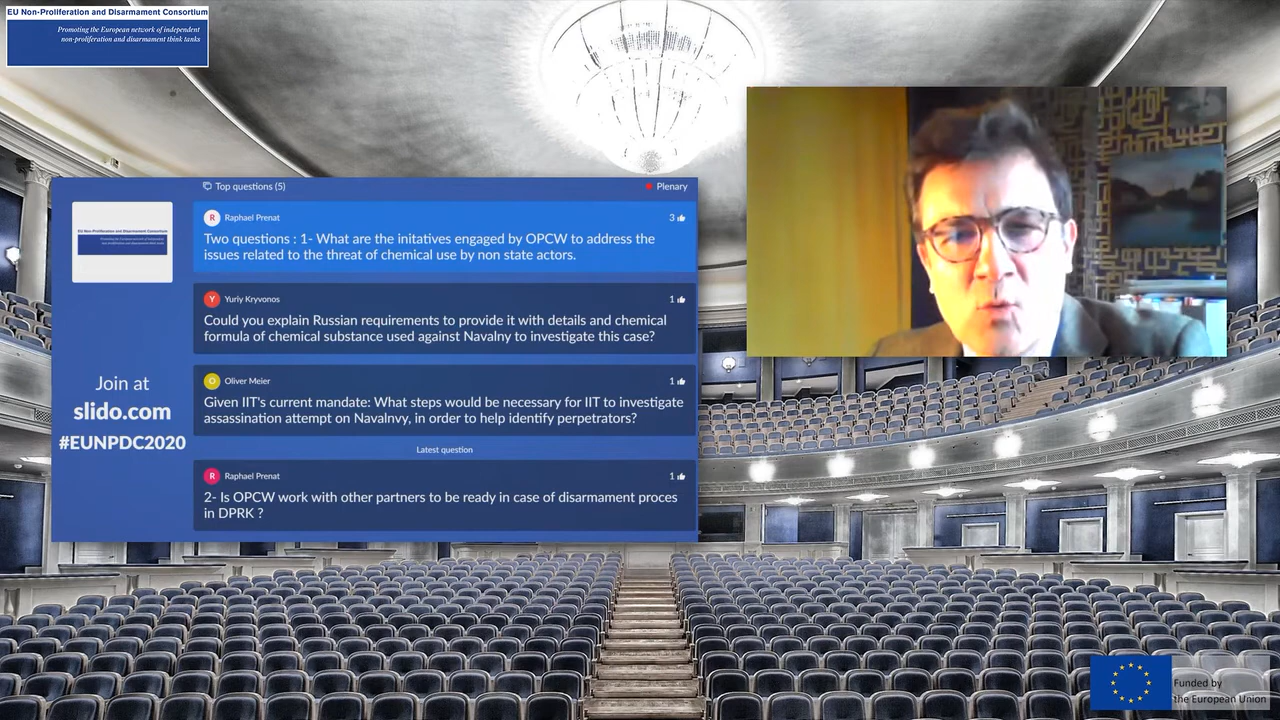 EU Non-Proliferation and Disarmament Consortium
Promoting the European network of independent
non-proliferation and disarmament think tanks
Top questions (5)
Plenary
EU Non-Proliferation and Disarmament Consortium
R Raphael Prenat 3
Two questions : 1- What are the initatives engaged by OPCW to address the
issues related to the threat of chemical use by non state actors.
Y Yuriy Kryvonos 1
Could you explain Russian requirements to provide it with details and chemical
formula of chemical substance used against Navalny to investigate this case?
O Oliver Meier 1
Given IIT's current mandate: What steps would be necessary for IIT to investigate
assassination attempt on Navalnvy, in order to help identify perpetrators?
Latest question
R Raphael Prenat 1
2- Is OPCW work with other partners to be ready in case of disarmament proces
in DPRK ?
Join at
slido.com
#EUNPDC2020
Funded by
the European Union